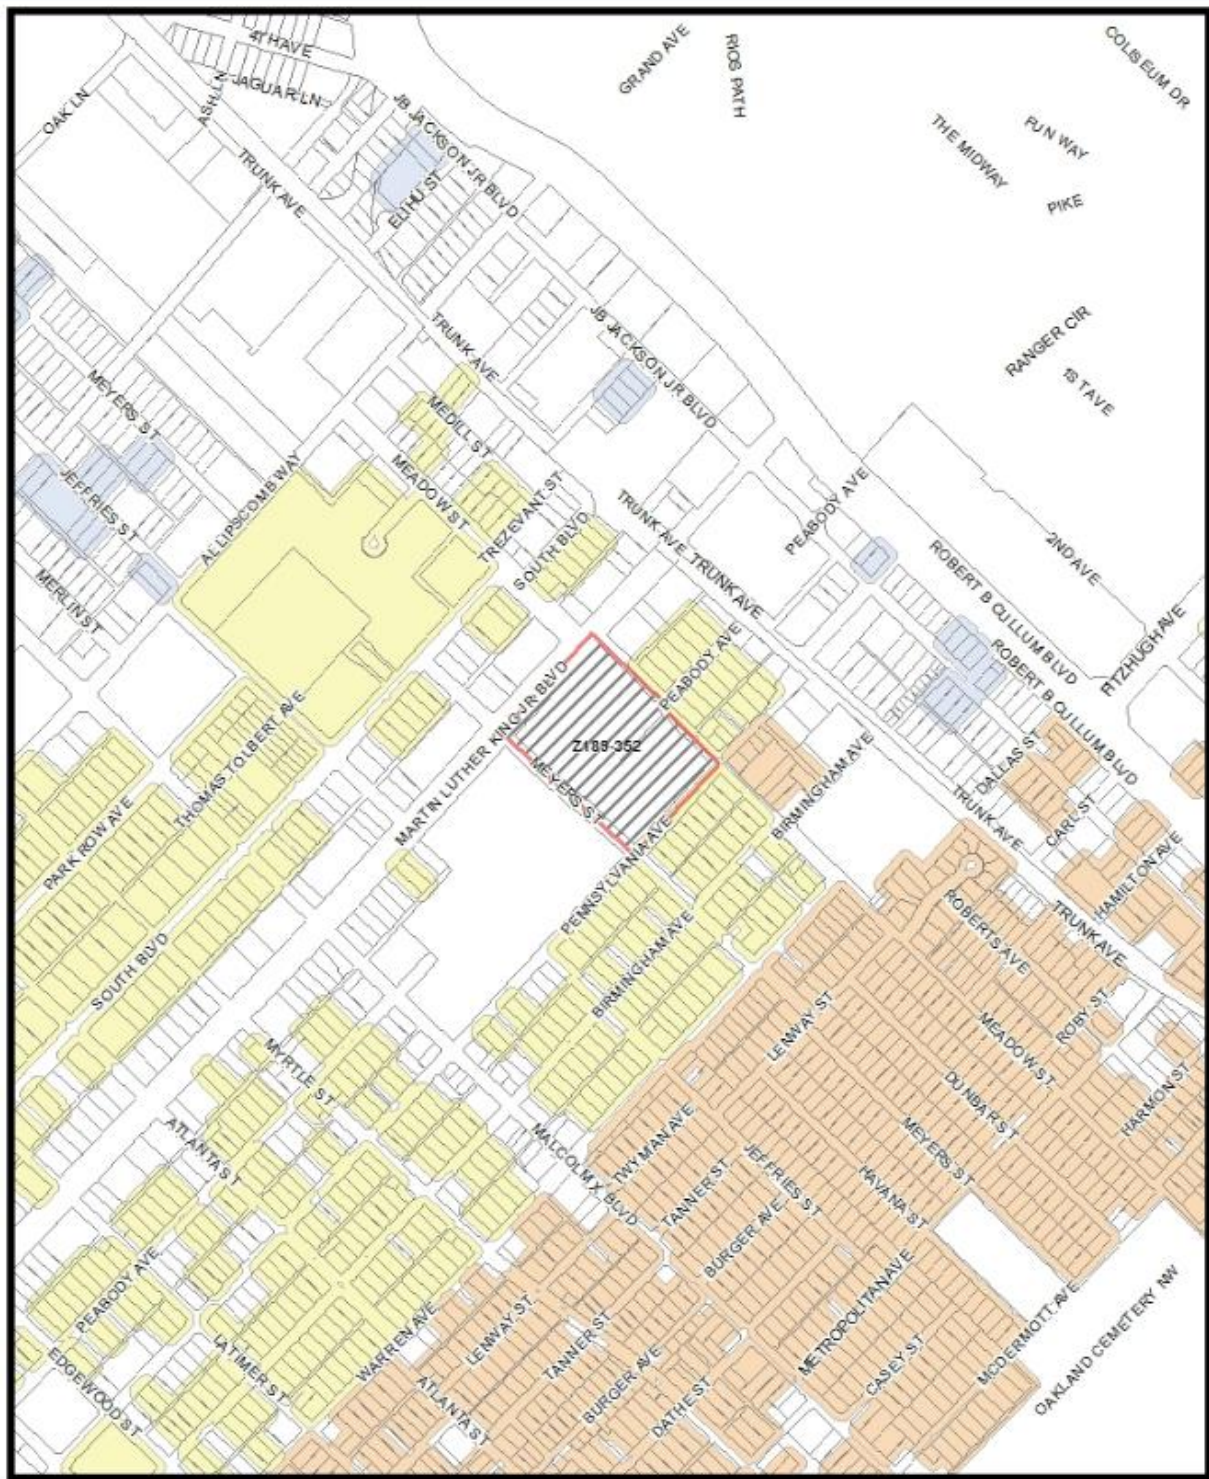 4TH AVE
GRAND AVE
RIOS PATH
COLISEUM DR
JAGUAR LN
ASH LN
OAK LN
JB JACKSON JR BLVD
THE MIDWAY
FUN WAY
PIKE
TRUNK AVE
ELIHU ST
JB JACKSON JR BLVD
RANGER CIR
1ST AVE
TRUNK AVE
MEYERS ST
MEDILL ST
MEADOW ST
AL LIPSCOMB WAY
JEFFRIES ST
TREZEVANT ST
SOUTH BLVD
TRUNK AVE
TRUNK AVE
PEABODY AVE
2ND AVE
ROBERT B CULLUM BLVD
MERLIN ST
FITZHUGH AVE
PEABODY AVE
ROBERT B CULLUM BLVD
MARTIN LUTHER KING JR BLVD
Z189-352
THOMAS TOLBERT AVE
MEYERS ST
DALLAS S
BIRMINGHAM AVE
TRUNK AVE
CARL ST
PARK ROW AVE
PENNSYLVANIA AVE
HAMILTON AVE
ROBERTS AVE
TRUNK AVE
SOUTH BLVD
BIRMINGHAM AVE
LENWAY ST
ROBY ST
MEADOW ST
MYRTLE ST
DUNBAR ST
HARMON ST
ATLANTA ST
MALCOLM X BLVD
TWYMAN AVE
MEYERS ST
JEFFRIES ST
TANNER ST
HAVANA ST
BURGER AVE
PEABODY AVE
METROPOLITAN AVE
MCDERMOTT AVE
OAKLAND CEMETERY NW
WARREN AVE
LENWAY ST
TANNER ST
LATIMER ST
EDGEWOOD ST
CASEY ST
BURGER AVE
DATHE ST
ATLANTA ST